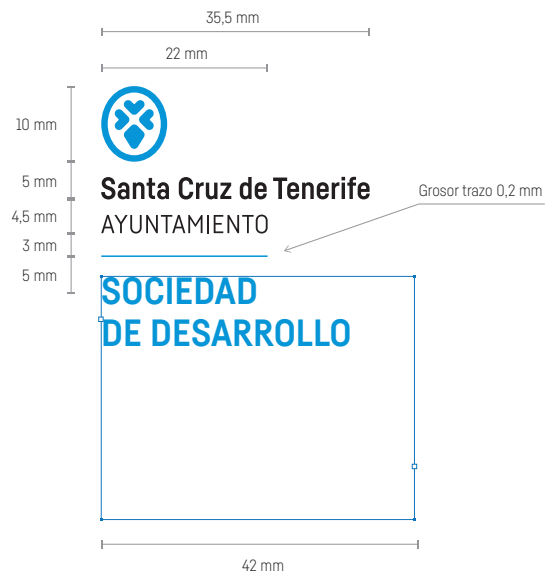 35,5 mm
22 mm
10 mm
5 mm
Santa Cruz de Tenerife
Grosor trazo 0,2 mm
4,5 mm
AYUNTAMIENTO
3 mm
5 mm
SOCIEDAD
DE DESARROLLO
42 mm